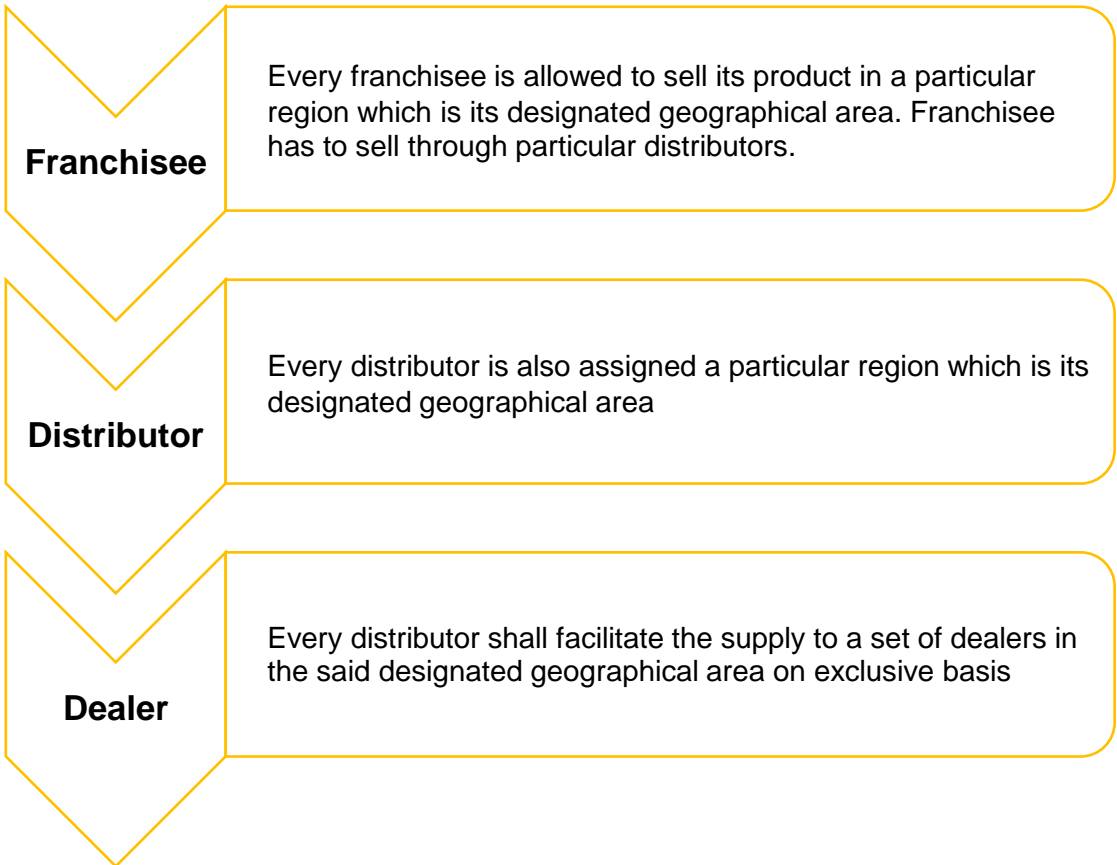 Franchisee
Every franchisee is allowed to sell its product in a particular
region which is its designated geographical area. Franchisee
has to sell through particular distributors.
Distributor
Every distributor is also assigned a particular region which is its
designated geographical area
Dealer
Every distributor shall facilitate the supply to a set of dealers in
the said designated geographical area on exclusive basis